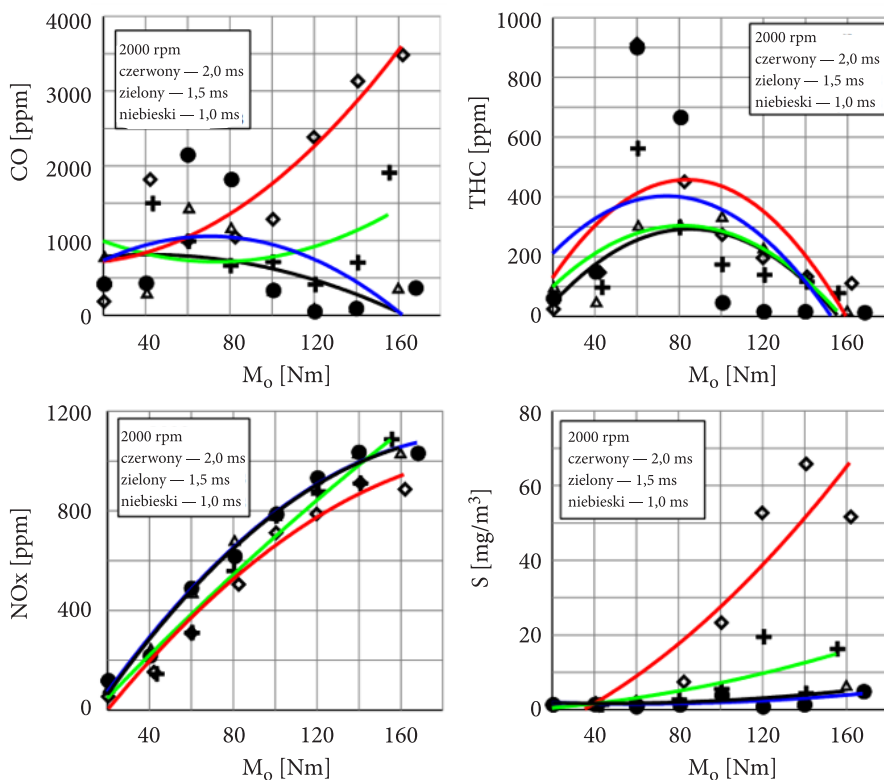 4000
3000
2000
1000
0
CO [ppm]
2000 rpm
czerwony — 2,0 ms
zielony — 1,5 ms
niebieski — 1,0 ms
40
80
120
160
M₀ [Nm]
1000
800
600
400
200
0
THC [ppm]
2000 rpm
czerwony — 2,0 ms
zielony — 1,5 ms
niebieski — 1,0 ms
40
80
120
160
M₀ [Nm]
1200
800
400
0
NOx [ppm]
2000 rpm
czerwony — 2,0 ms
zielony — 1,5 ms
niebieski — 1,0 ms
40
80
120
160
M₀ [Nm]
80
60
40
20
0
S [mg/m³]
2000 rpm
czerwony — 2,0 ms
zielony — 1,5 ms
niebieski — 1,0 ms
40
80
120
160
M₀ [Nm]